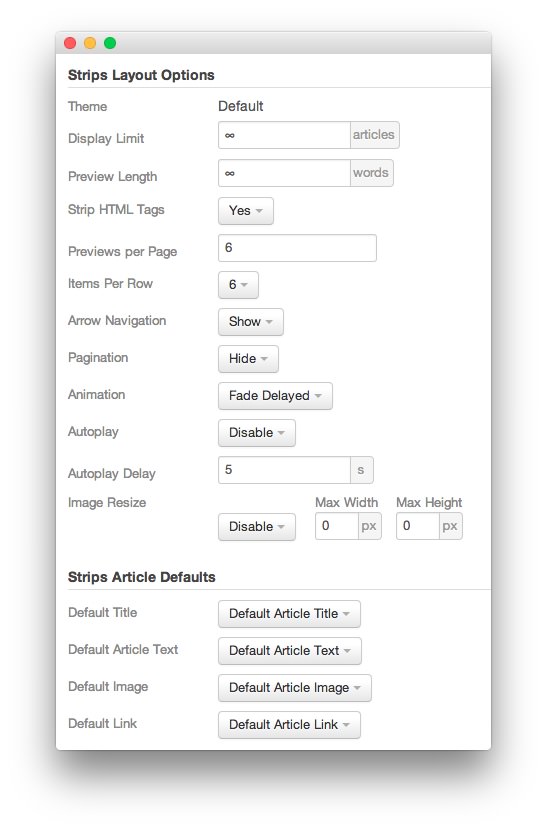 Strips Layout Options
Theme Default
Display Limit ∞ articles
Preview Length ∞ words
Strip HTML Tags Yes
Previews per Page 6
Items Per Row 6
Arrow Navigation Show
Pagination Hide
Animation Fade Delayed
Autoplay Disable
Autoplay Delay 5 s
Image Resize Max Width Max Height
Disable 0 px 0 px
Strips Article Defaults
Default Title Default Article Title
Default Article Text Default Article Text
Default Image Default Article Image
Default Link Default Article Link